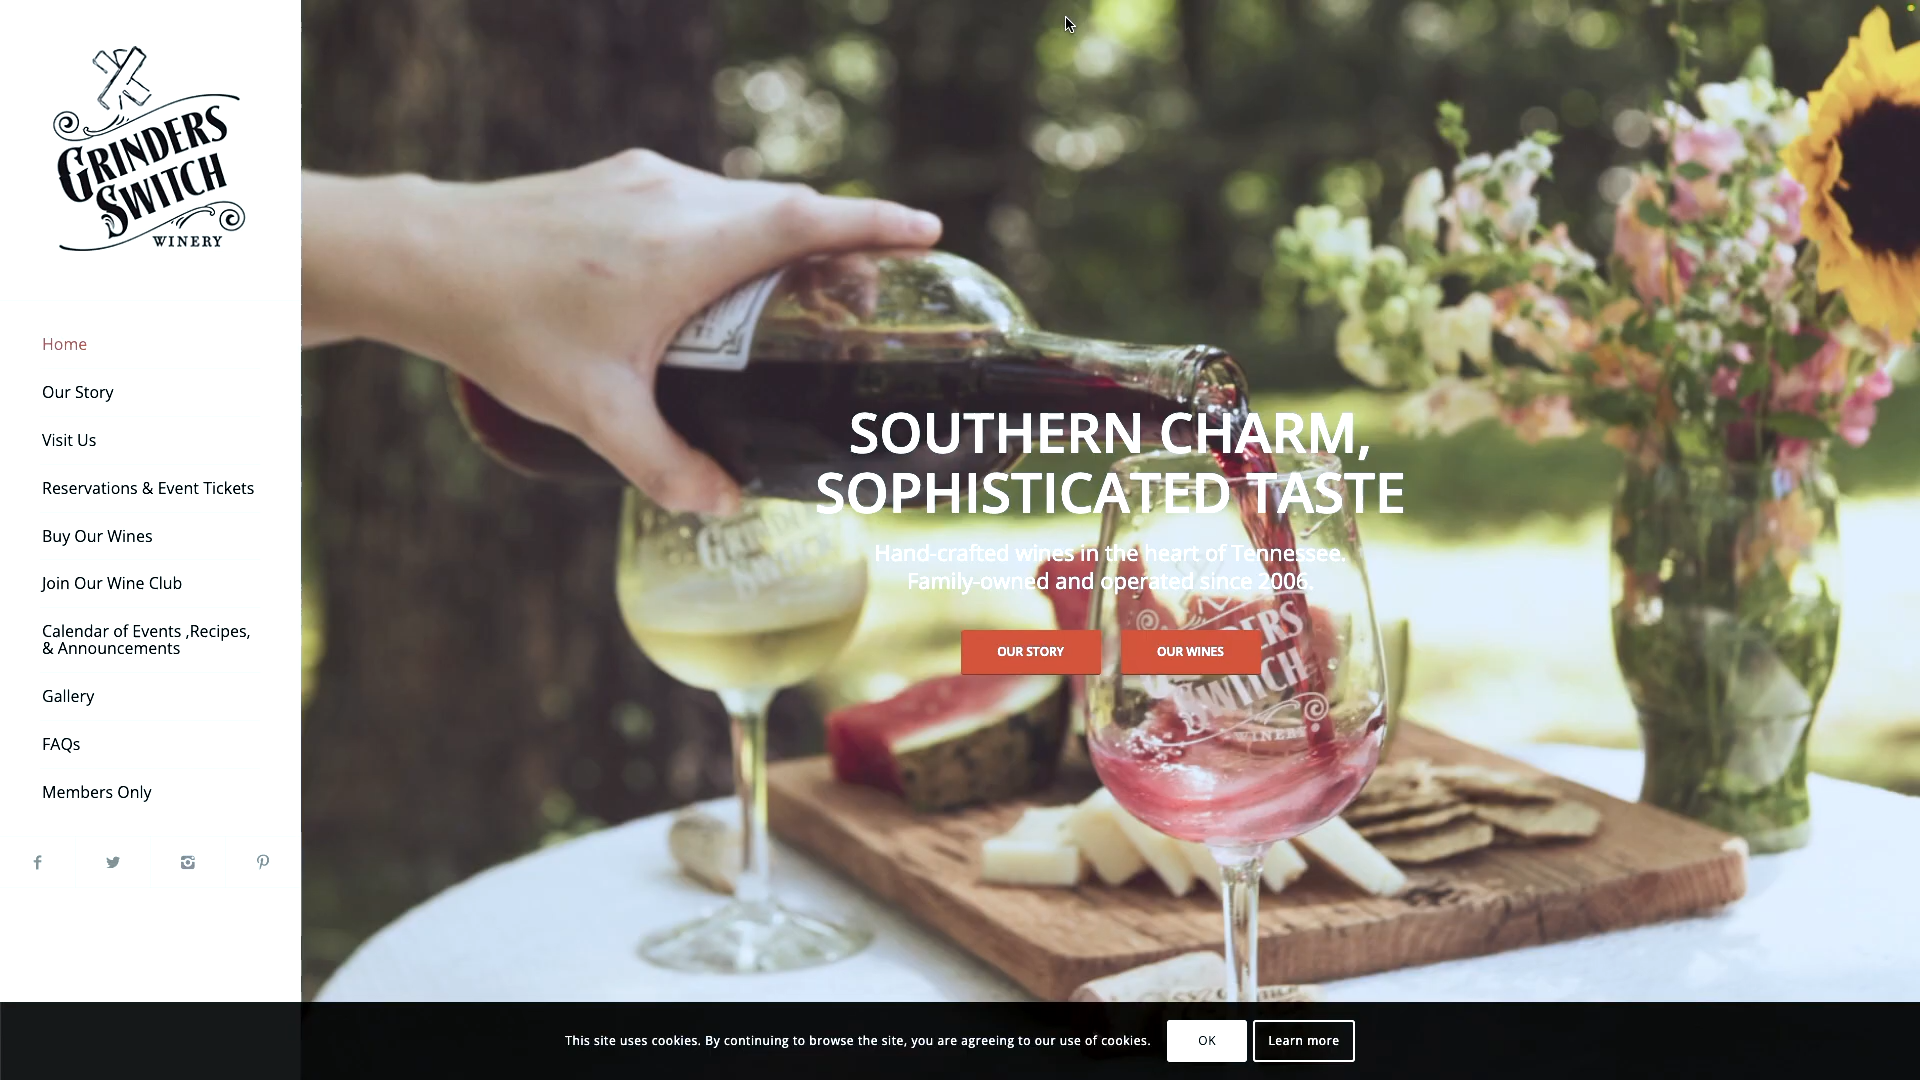 GRINDERS
SWITCH
WINERY
Home
Our Story
Visit Us
Reservations & Event Tickets
Buy Our Wines
Join Our Wine Club
Calendar of Events ,Recipes,
& Announcements
Gallery
FAQs
Members Only
SOUTHERN CHARM,
SOPHISTICATED TASTE
Hand-crafted wines in the heart of Tennessee.
Family-owned and operated since 2006.
OUR STORY
OUR WINES
GRINDERS
SWITCH
WINERY
This site uses cookies. By continuing to browse the site, you are agreeing to our use of cookies.
OK
Learn more